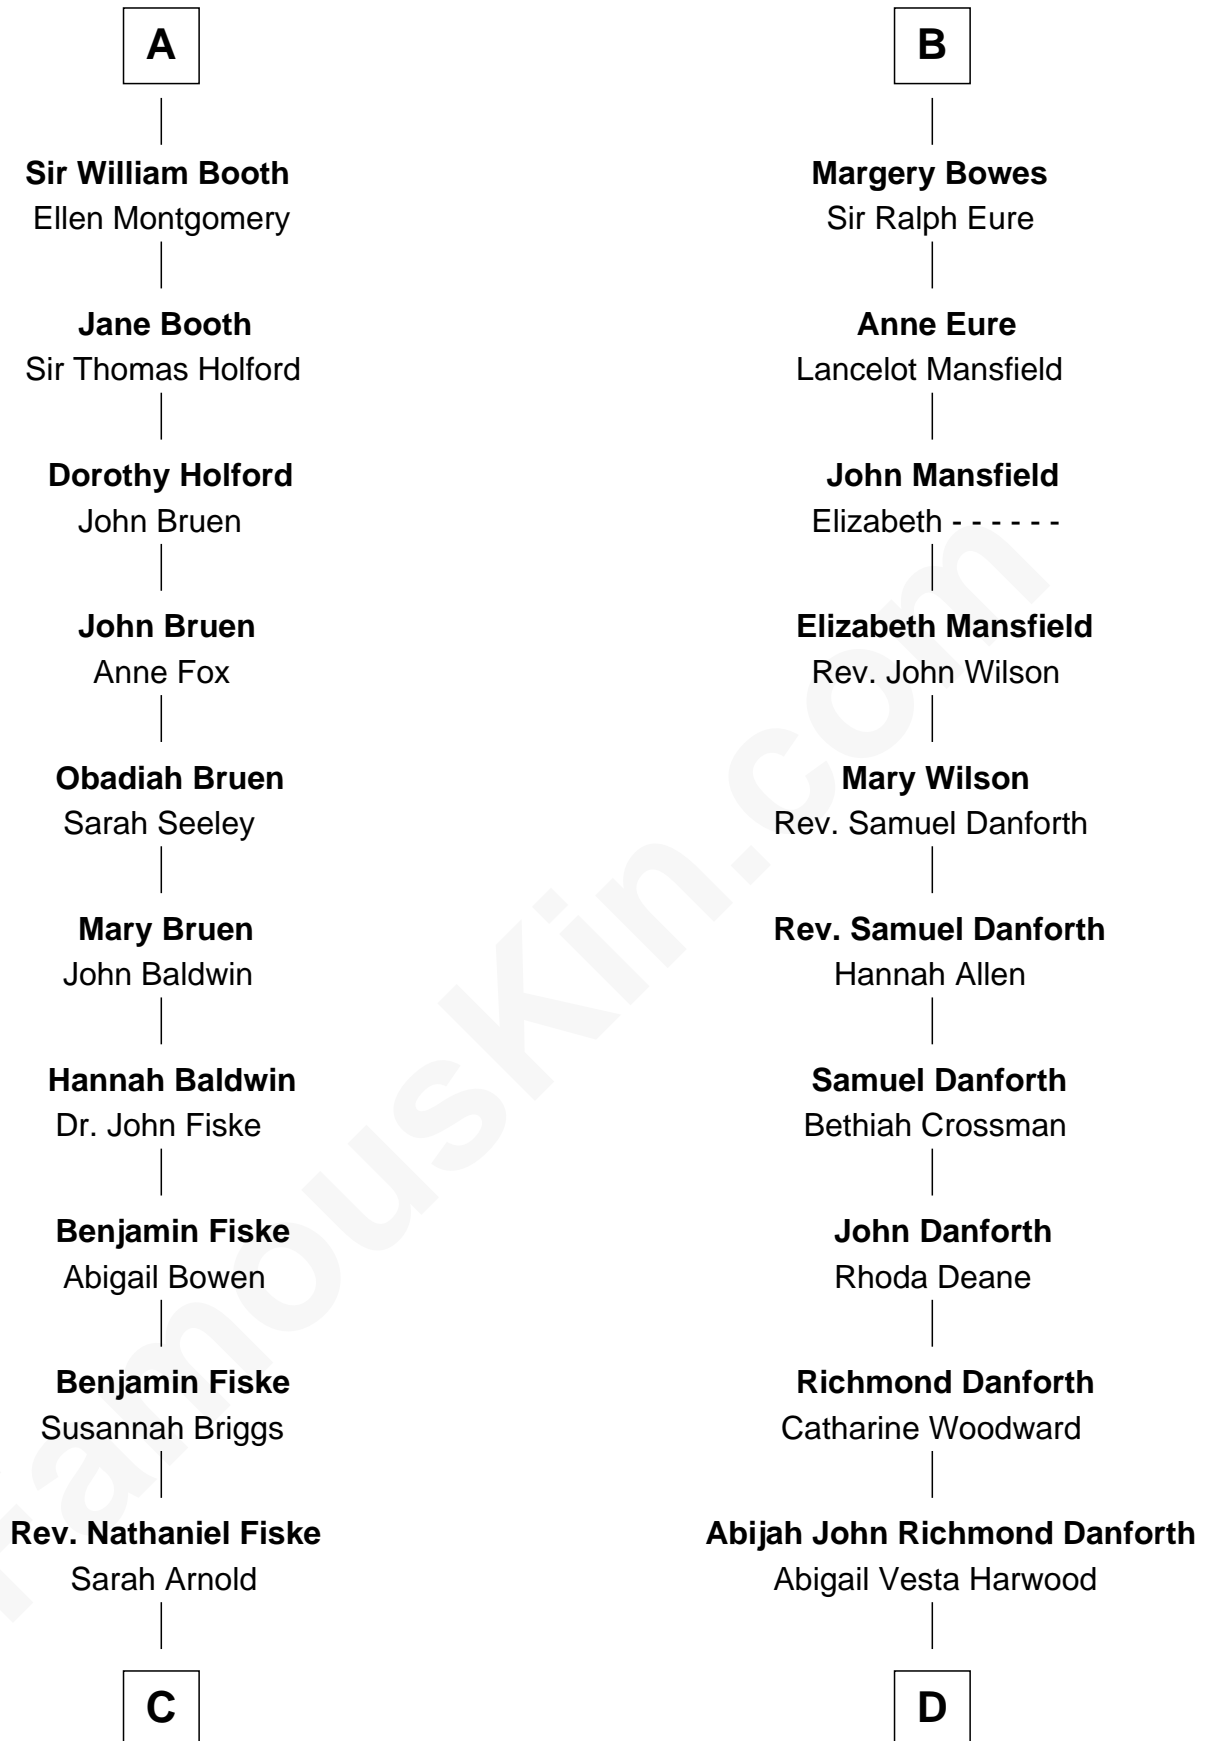 A
Sir William Booth
Ellen Montgomery
Jane Booth
Sir Thomas Holford
Dorothy Holford
John Bruen
John Bruen
Anne Fox
Obadiah Bruen
Sarah Seeley
Mary Bruen
John Baldwin
Hannah Baldwin
Dr. John Fiske
Benjamin Fiske
Abigail Bowen
Benjamin Fiske
Susannah Briggs
Rev. Nathaniel Fiske
Sarah Arnold
C
B
Margery Bowes
Sir Ralph Eure
Anne Eure
Lancelot Mansfield
John Mansfield
Elizabeth - - - - - -
Elizabeth Mansfield
Rev. John Wilson
Mary Wilson
Rev. Samuel Danforth
Rev. Samuel Danforth
Hannah Allen
Samuel Danforth
Bethiah Crossman
John Danforth
Rhoda Deane
Richmond Danforth
Catharine Woodward
Abijah John Richmond Danforth
Abigail Vesta Harwood
D
FamousKin.com